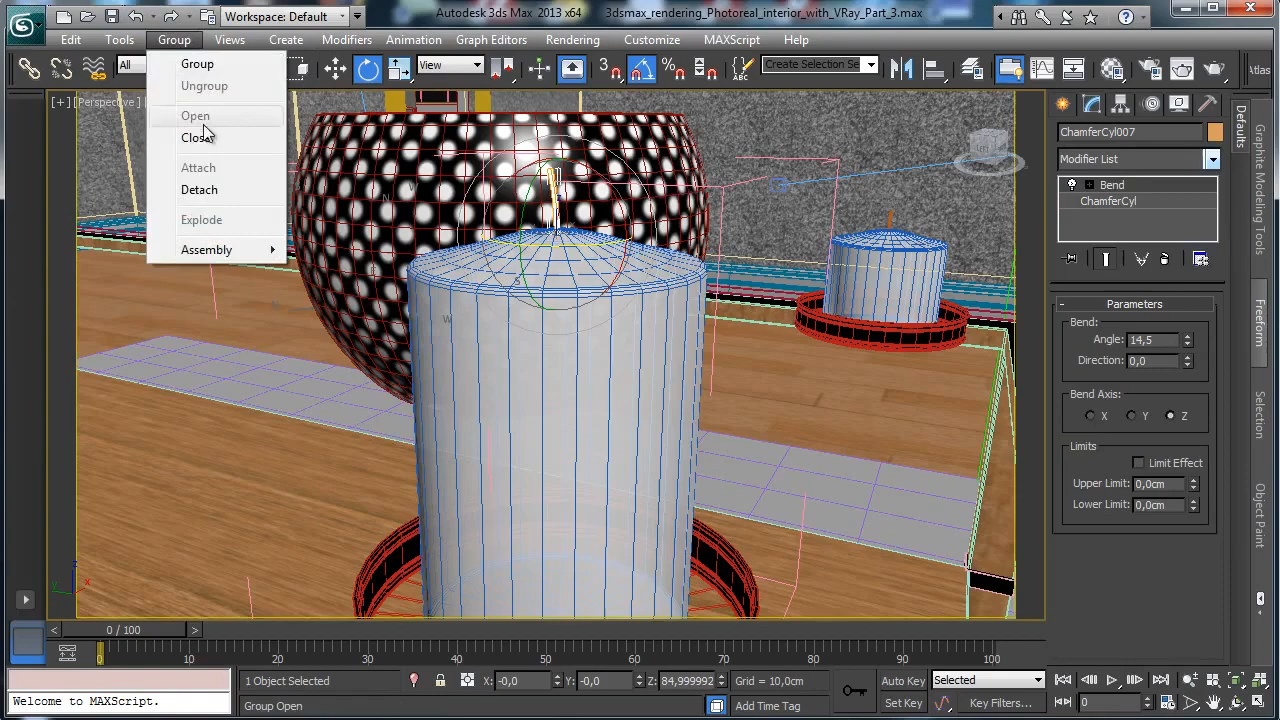 Workspace: Default
Autodesk 3ds Max 2013 x64
3dsmax_rendering_Photoreal_interior_with_VRay_Part_3.max
Edit Tools Group Views Create Modifiers Animation Graph Editors Rendering Customize MAXScript Help
All
View
Create Selection Se
Atlas
[+] [Perspective]
Group
Ungroup
Open
Close
Attach
Detach
Explode
Assembly
LEFT
N
W
S
W
z
y
x
ChamferCyl007
Modifier List
Bend
ChamferCyl
Parameters
Bend:
Angle: 14,5
Direction: 0,0
Bend Axis:
X Y Z
Limits
Limit Effect
Upper Limit: 0,0cm
Lower Limit: 0,0cm
Defaults
Graphite Modeling Tools
Freeform
Selection
Object Paint
0 / 100
0 10 20 30 40 50 60 70 80 90 100
1 Object Selected
X: -0,0
Y: -0,0
Z: 84,999992
Grid = 10,0cm
Auto Key
Selected
Welcome to MAXScript.
Group Open
Add Time Tag
Set Key
Key Filters...
0